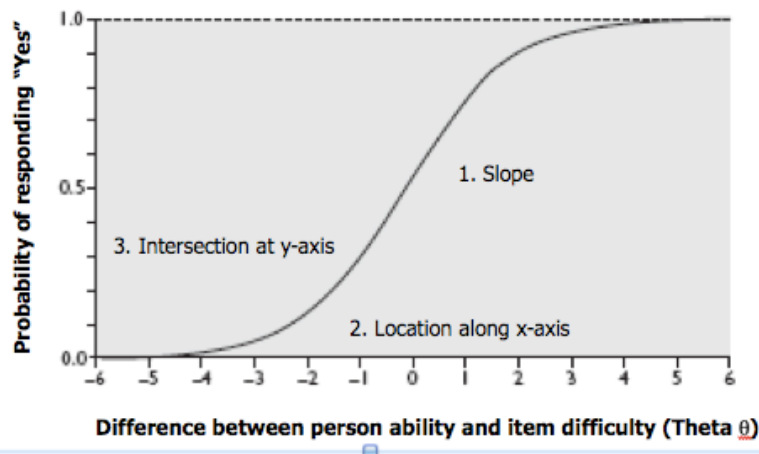 Probability of responding “Yes”
1.0
0.5
0.0
1. Slope
3. Intersection at y-axis
2. Location along x-axis
–6 –5 –4 –3 –2 –1 0 1 2 3 4 5 6
Difference between person ability and item difficulty (Theta θ)